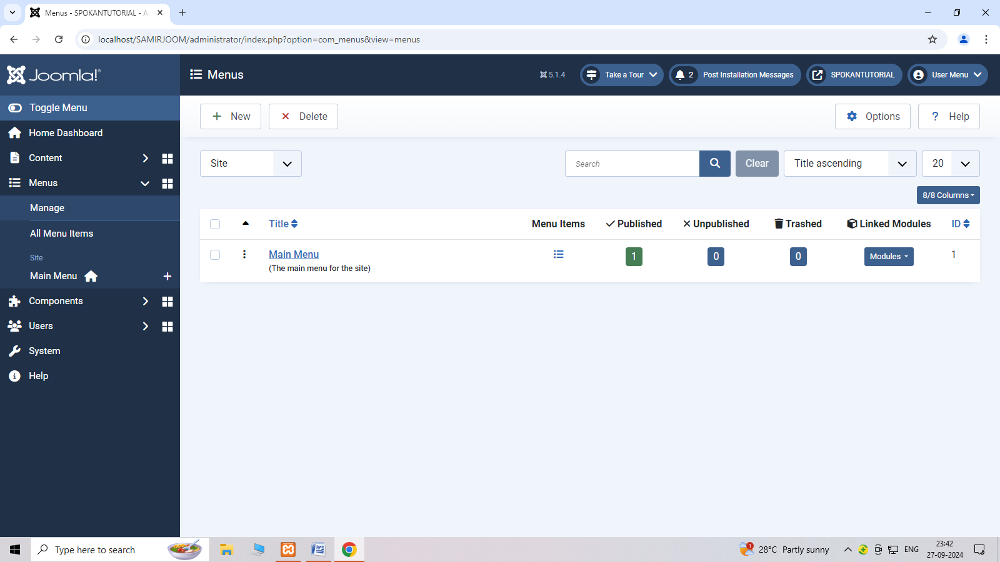 Menus - SPOKANTUTORIAL - A
localhost/SAMIRJOOM/administrator/index.php?option=com_menus&view=menus
Joomla!®
Menus
5.1.4
Take a Tour
2 Post Installation Messages
SPOKANTUTORIAL
User Menu
Toggle Menu
Home Dashboard
Content
Menus
Manage
All Menu Items
Site
Main Menu
Components
Users
System
Help
New
Delete
Options
? Help
Site
Search
Clear
Title ascending
20
8/8 Columns
Title Menu Items Published Unpublished Trashed Linked Modules ID
Main Menu 1 0 0 Modules 1
(The main menu for the site)
Type here to search
1
28°C Partly sunny
ENG
23:42
27-09-2024